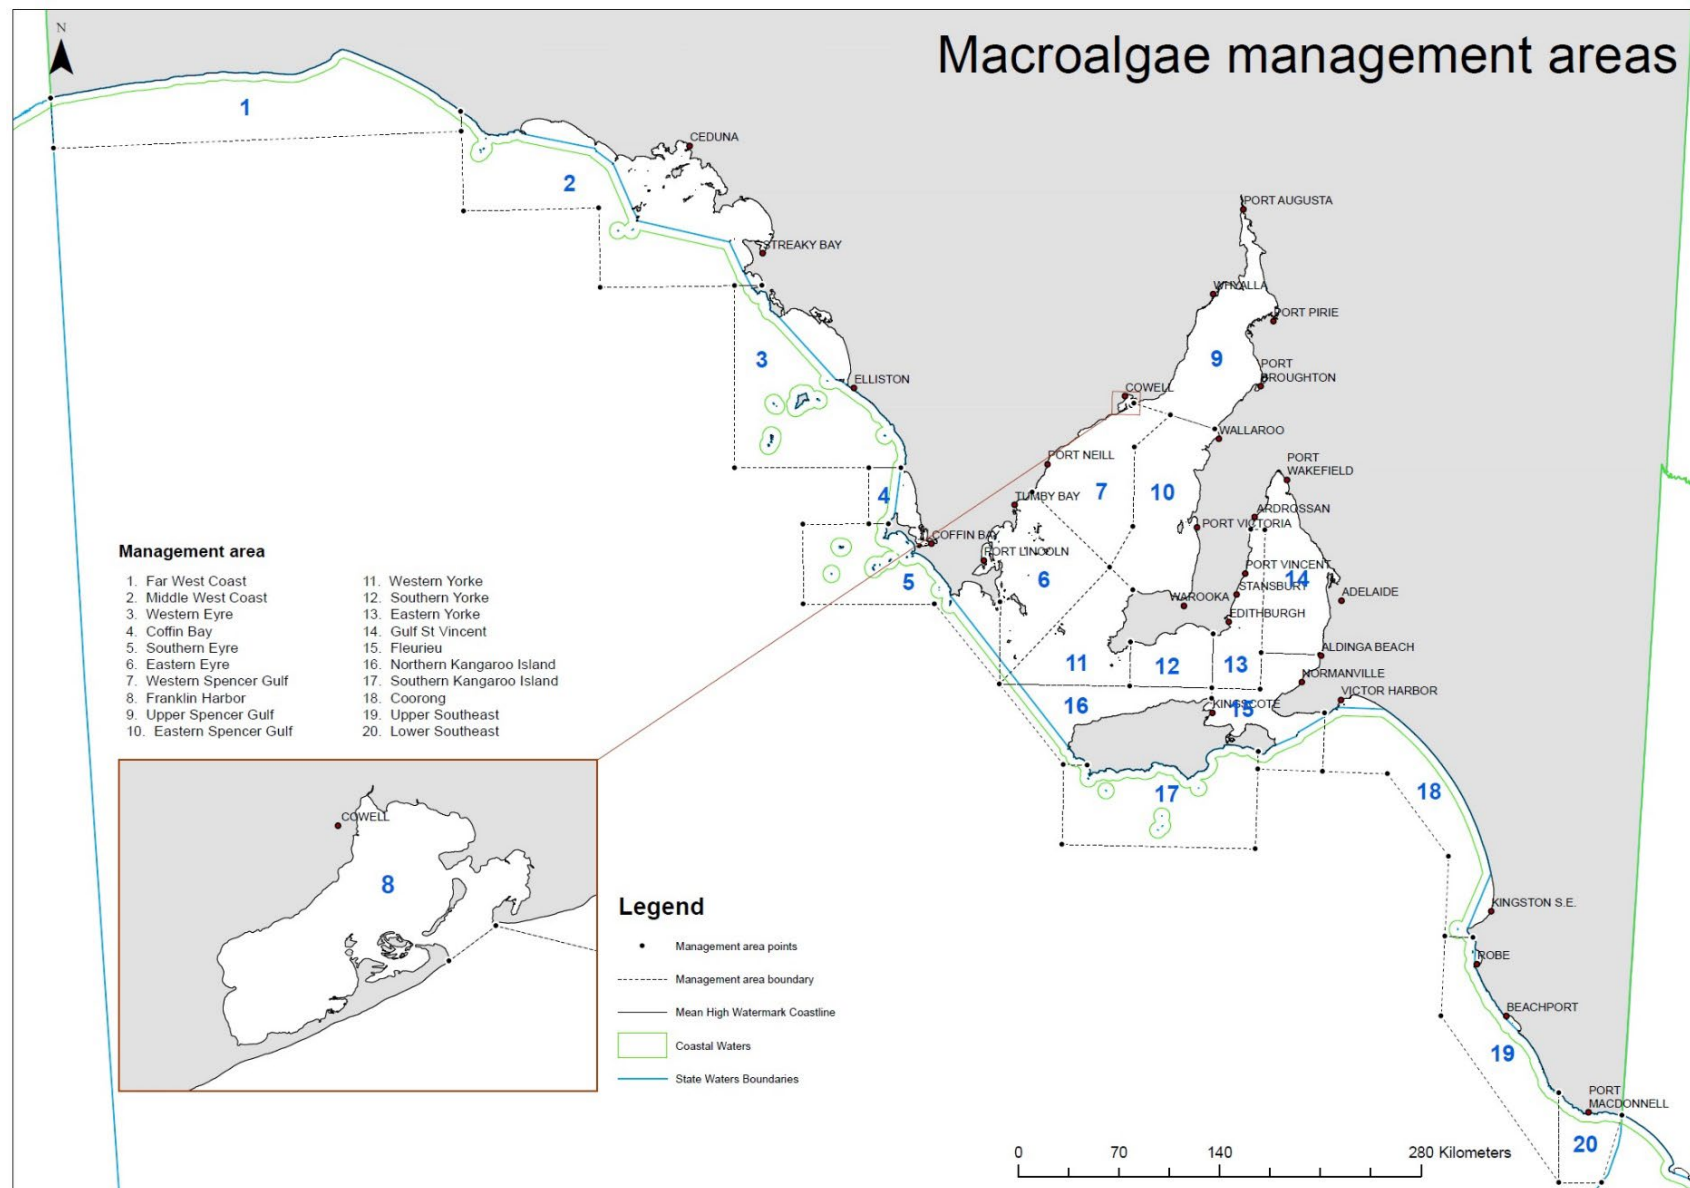 N
Macroalgae management areas
1
CEDUNA
2
PORT AUGUSTA
STREAKY BAY
WHYALLA
PORT PIRIE
3
9
PORT
BROUGHTON
ELLISTON
COWELL
WALLAROO
PORT NEILL
PORT
WAKEFIELD
4
7
10
TUMBY BAY
ARDROSSAN
PORT VICTORIA
COFFIN BAY
PORT LINCOLN
5
6
PORT VINCENT
14
STANSBURY
ADELAIDE
WAROOKA
EDITHBURGH
ALDINGA BEACH
11
12
13
NORMANVILLE
VICTOR HARBOR
16
KINGSCOTE
15
17
18
KINGSTON S.E.
ROBE
BEACHPORT
19
PORT
MACDONNELL
20
Management area
1. Far West Coast
2. Middle West Coast
3. Western Eyre
4. Coffin Bay
5. Southern Eyre
6. Eastern Eyre
7. Western Spencer Gulf
8. Franklin Harbor
9. Upper Spencer Gulf
10. Eastern Spencer Gulf
11. Western Yorke
12. Southern Yorke
13. Eastern Yorke
14. Gulf St Vincent
15. Fleurieu
16. Northern Kangaroo Island
17. Southern Kangaroo Island
18. Coorong
19. Upper Southeast
20. Lower Southeast
COWELL
8
Legend
Management area points
Management area boundary
Mean High Watermark Coastline
Coastal Waters
State Waters Boundaries
0 70 140 280 Kilometers